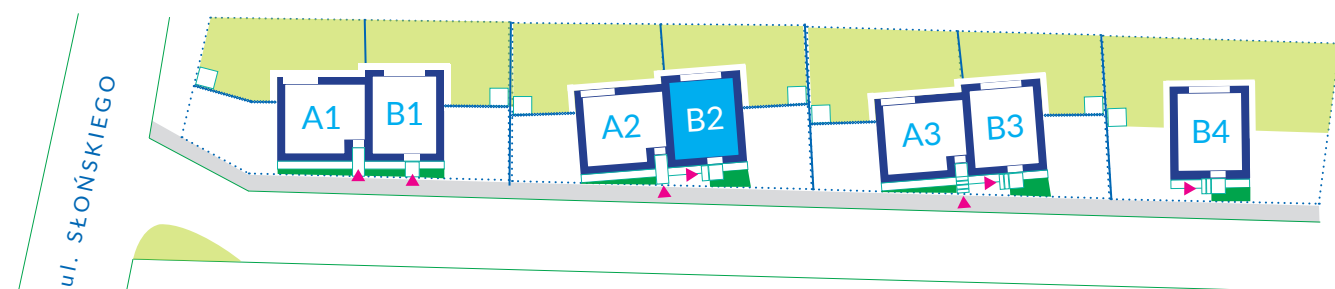 ul. SŁOŃSKIEGO
A1
B1
A2
B2
A3
B3
B4